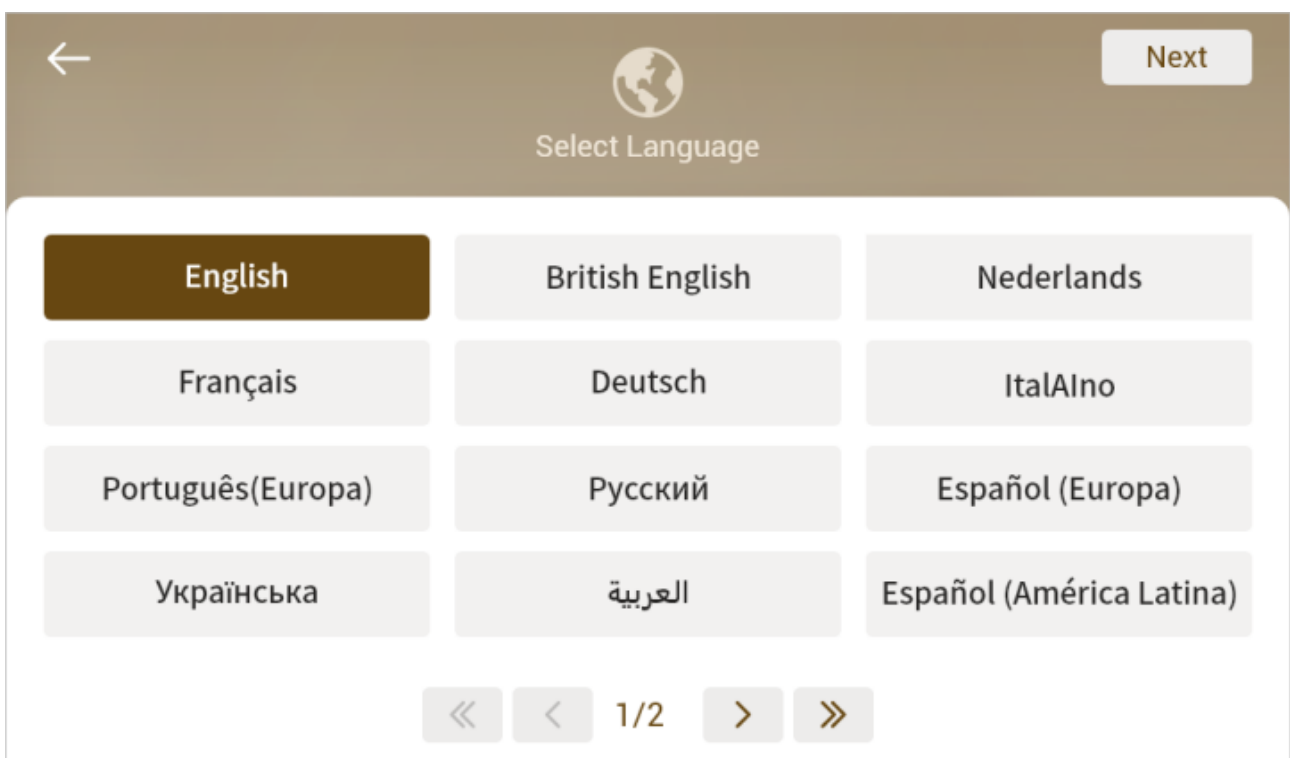 Next
Select Language
English
British English
Nederlands
Français
Deutsch
ItalAIno
Português(Europa)
Русский
Español (Europa)
Українська
العربية
Español (América Latina)
1/2